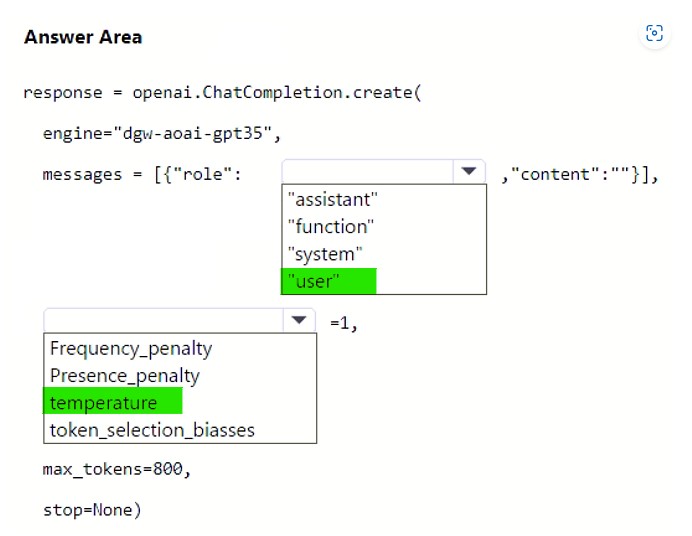 Answer Area
response = openai.ChatCompletion.create(
engine="dgw-aoai-gpt35",
messages = [{"role": ,"content":""}],
"assistant"
"function"
"system"
"user"
=1,
Frequency_penalty
Presence_penalty
temperature
token_selection_biasses
max_tokens=800,
stop=None)